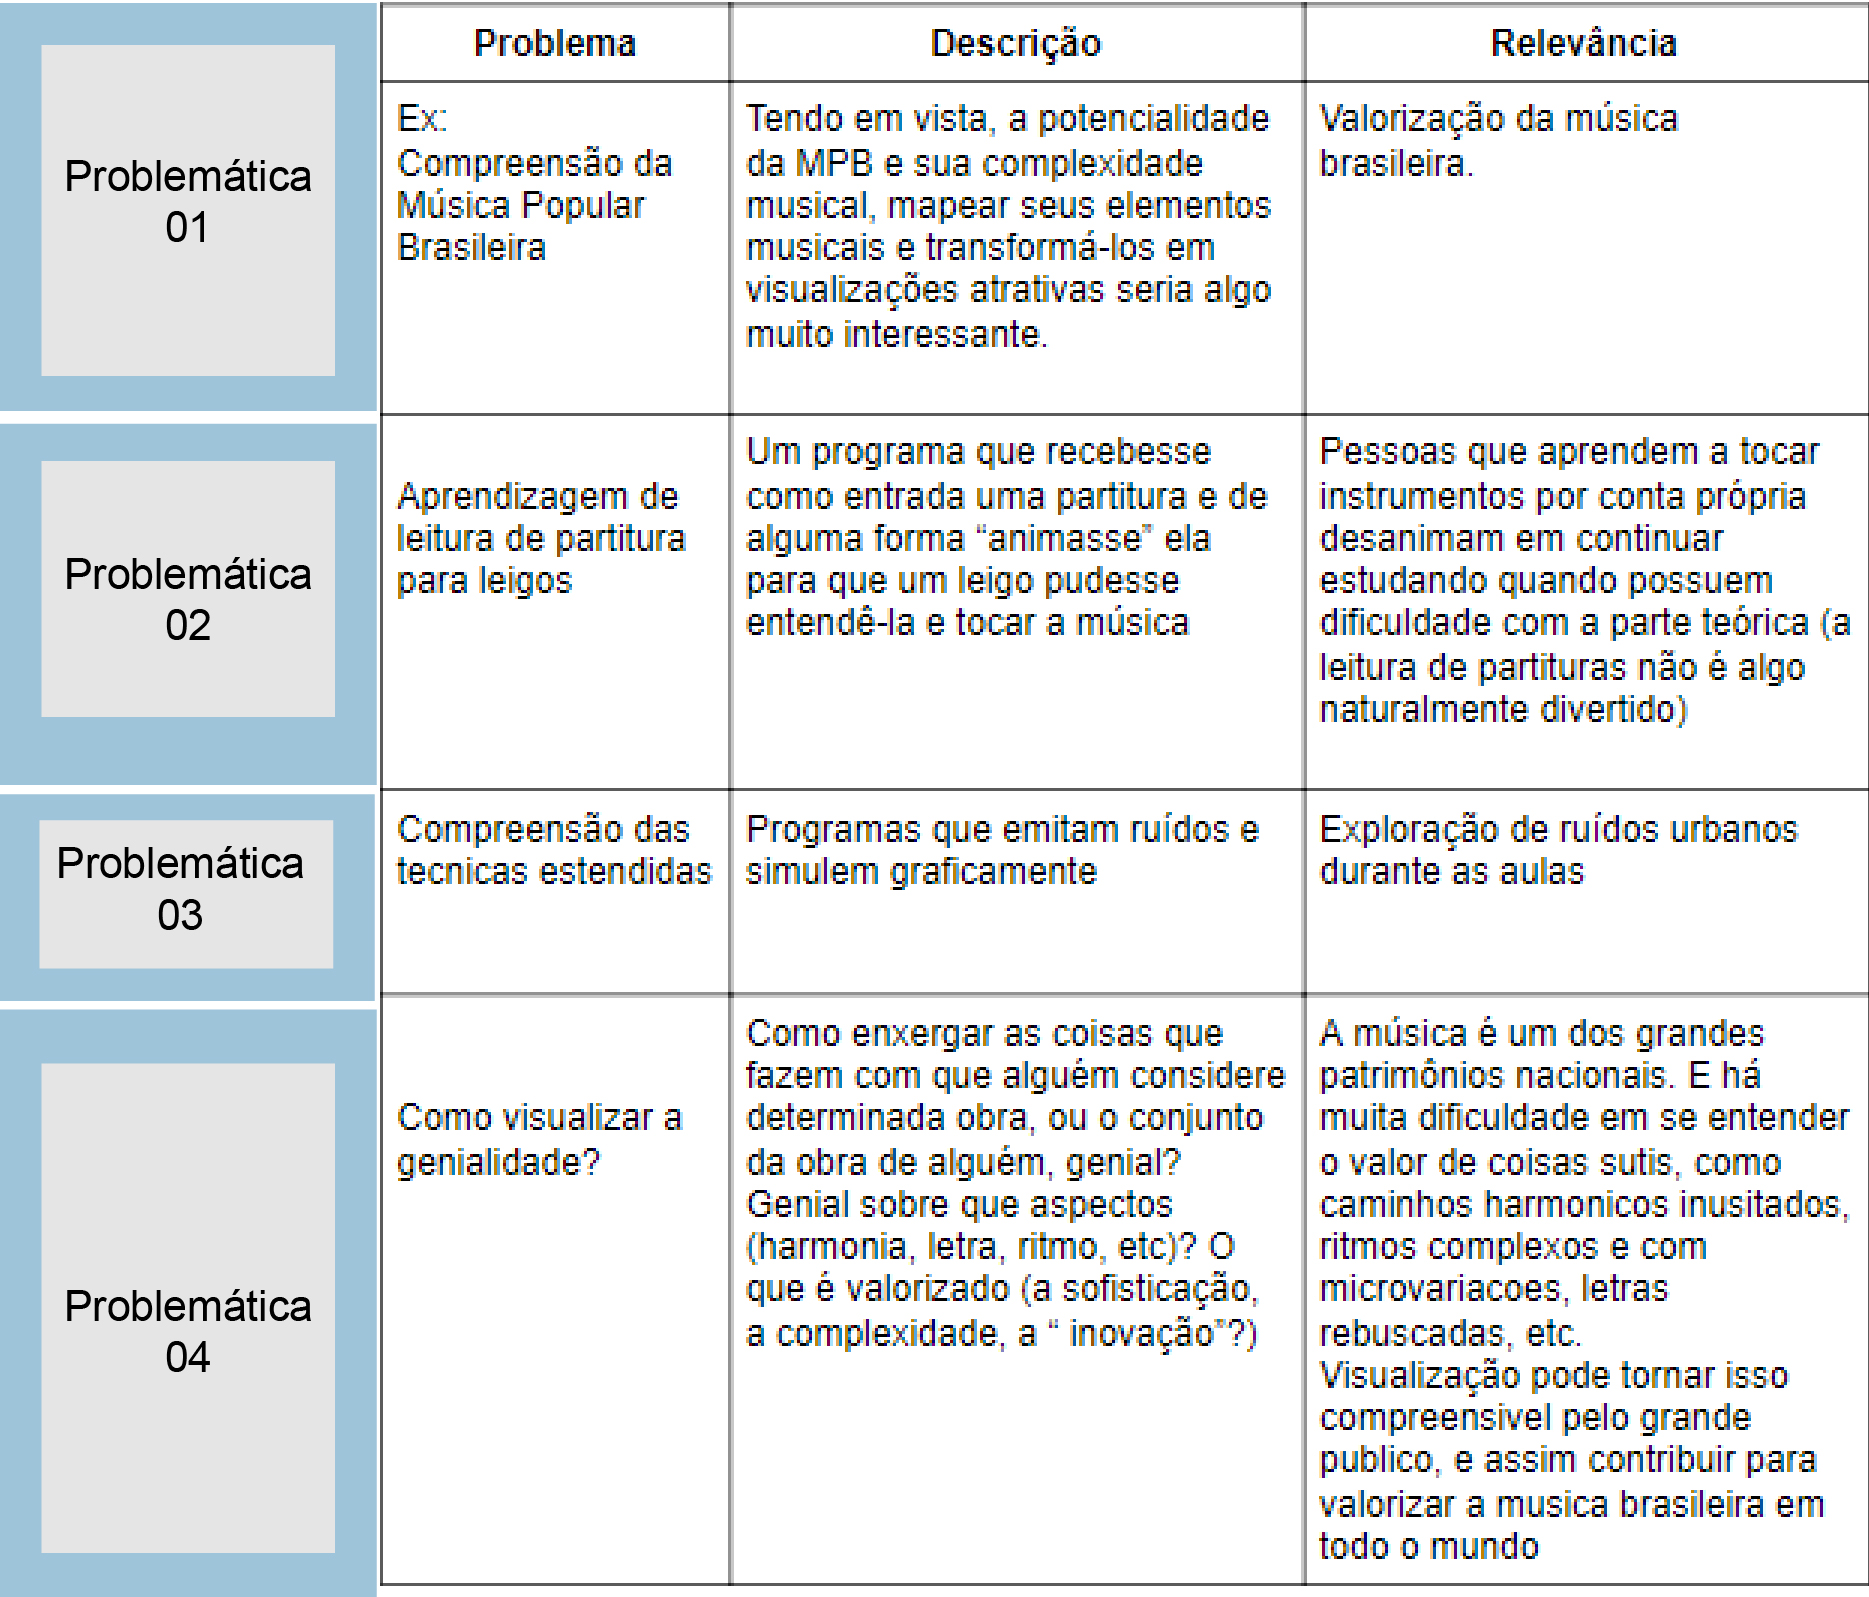 Problema
Descrição
Relevância
Problemática
01
Ex:
Compreensão da
Música Popular
Brasileira
Tendo em vista, a potencialidade
da MPB e sua complexidade
musical, mapear seus elementos
musicais e transformá-los em
visualizações atrativas seria algo
muito interessante.
Valorização da música
brasileira.
Problemática
02
Aprendizagem de
leitura de partitura
para leigos
Um programa que recebesse
como entrada uma partitura e de
alguma forma “animasse” ela
para que um leigo pudesse
entendê-la e tocar a música
Pessoas que aprendem a tocar
instrumentos por conta própria
desanimam em continuar
estudando quando possuem
dificuldade com a parte teórica (a
leitura de partituras não é algo
naturalmente divertido)
Problemática
03
Compreensão das
tecnicas estendidas
Programas que emitam ruídos e
simulem graficamente
Exploração de ruídos urbanos
durante as aulas
Problemática
04
Como visualizar a
genialidade?
Como enxergar as coisas que
fazem com que alguém considere
determinada obra, ou o conjunto
da obra de alguém, genial?
Genial sobre que aspectos
(harmonia, letra, ritmo, etc)? O
que é valorizado (a sofisticação,
a complexidade, a “ inovação”?)
A música é um dos grandes
patrimônios nacionais. E há
muita dificuldade em se entender
o valor de coisas sutis, como
caminhos harmonicos inusitados,
ritmos complexos e com
microvariacoes, letras
rebuscadas, etc.
Visualização pode tornar isso
compreensivel pelo grande
publico, e assim contribuir para
valorizar a musica brasileira em
todo o mundo